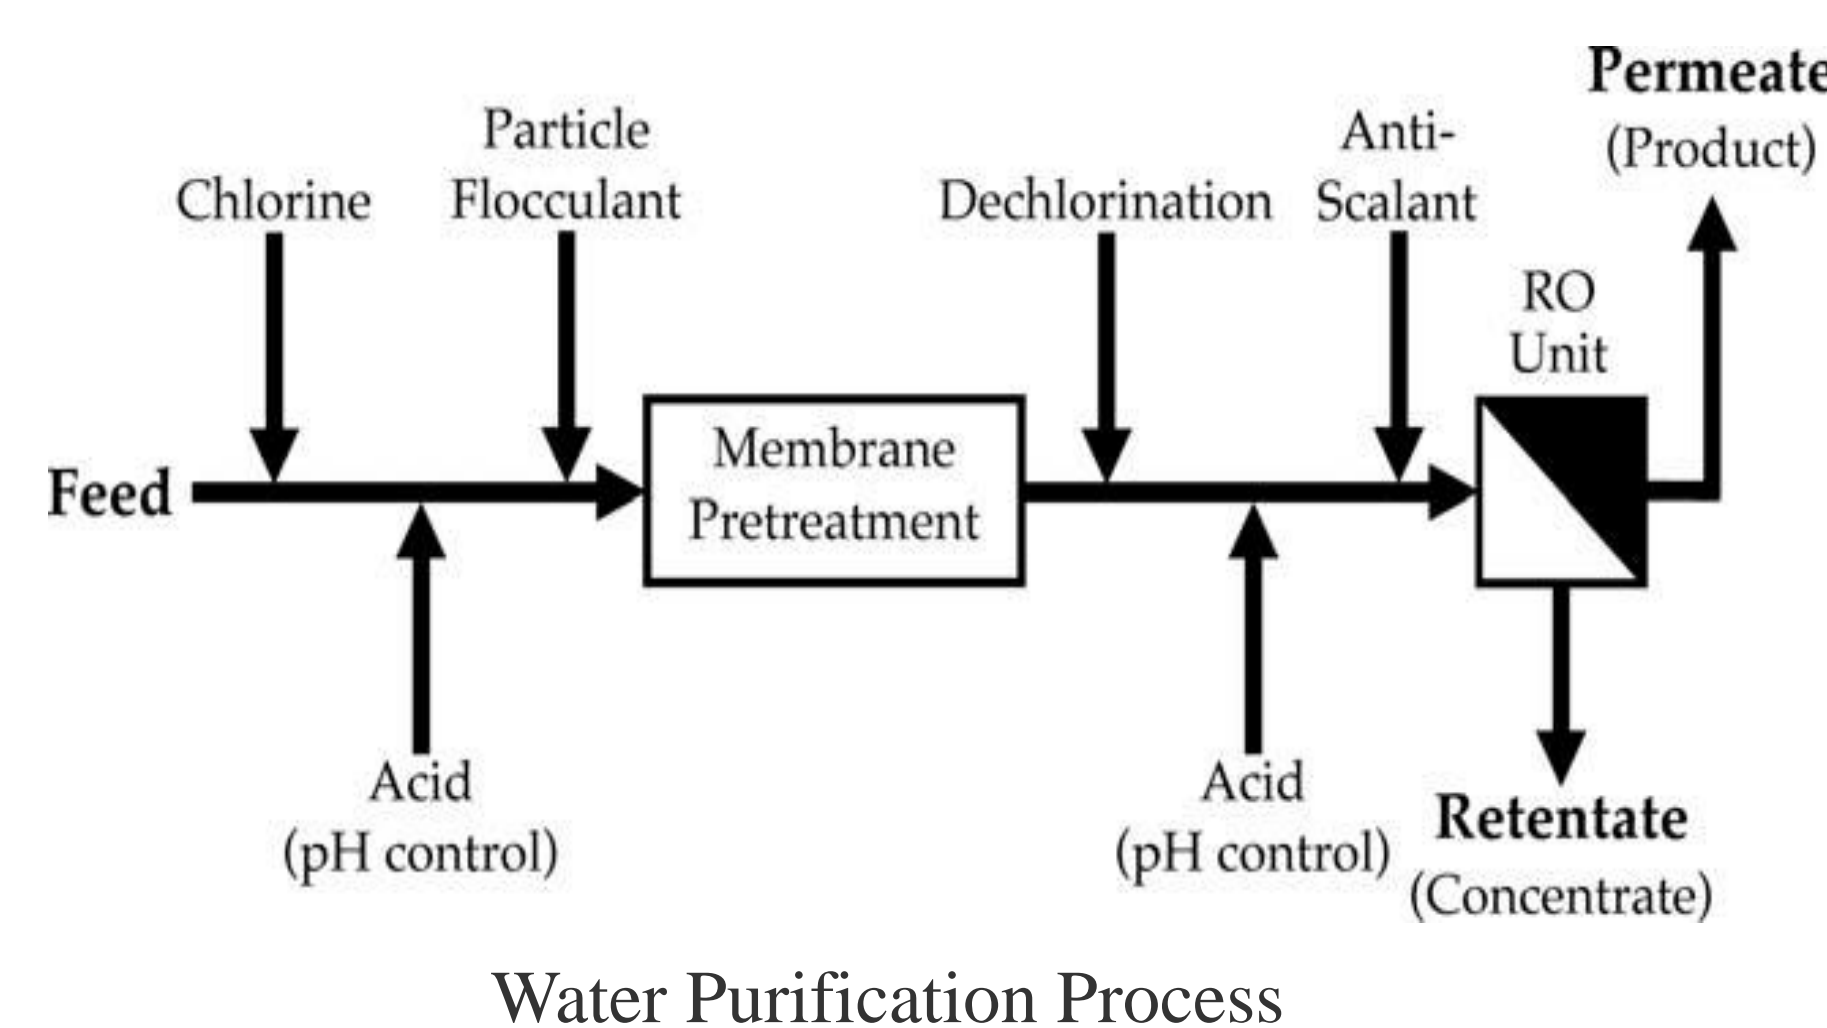 Permeate
(Product)
Particle
Flocculant
Chlorine
Dechlorination
Anti-
Scalant
RO
Unit
Feed
Membrane
Pretreatment
Acid
(pH control)
Acid
(pH control)
Retentate
(Concentrate)
Water Purification Process